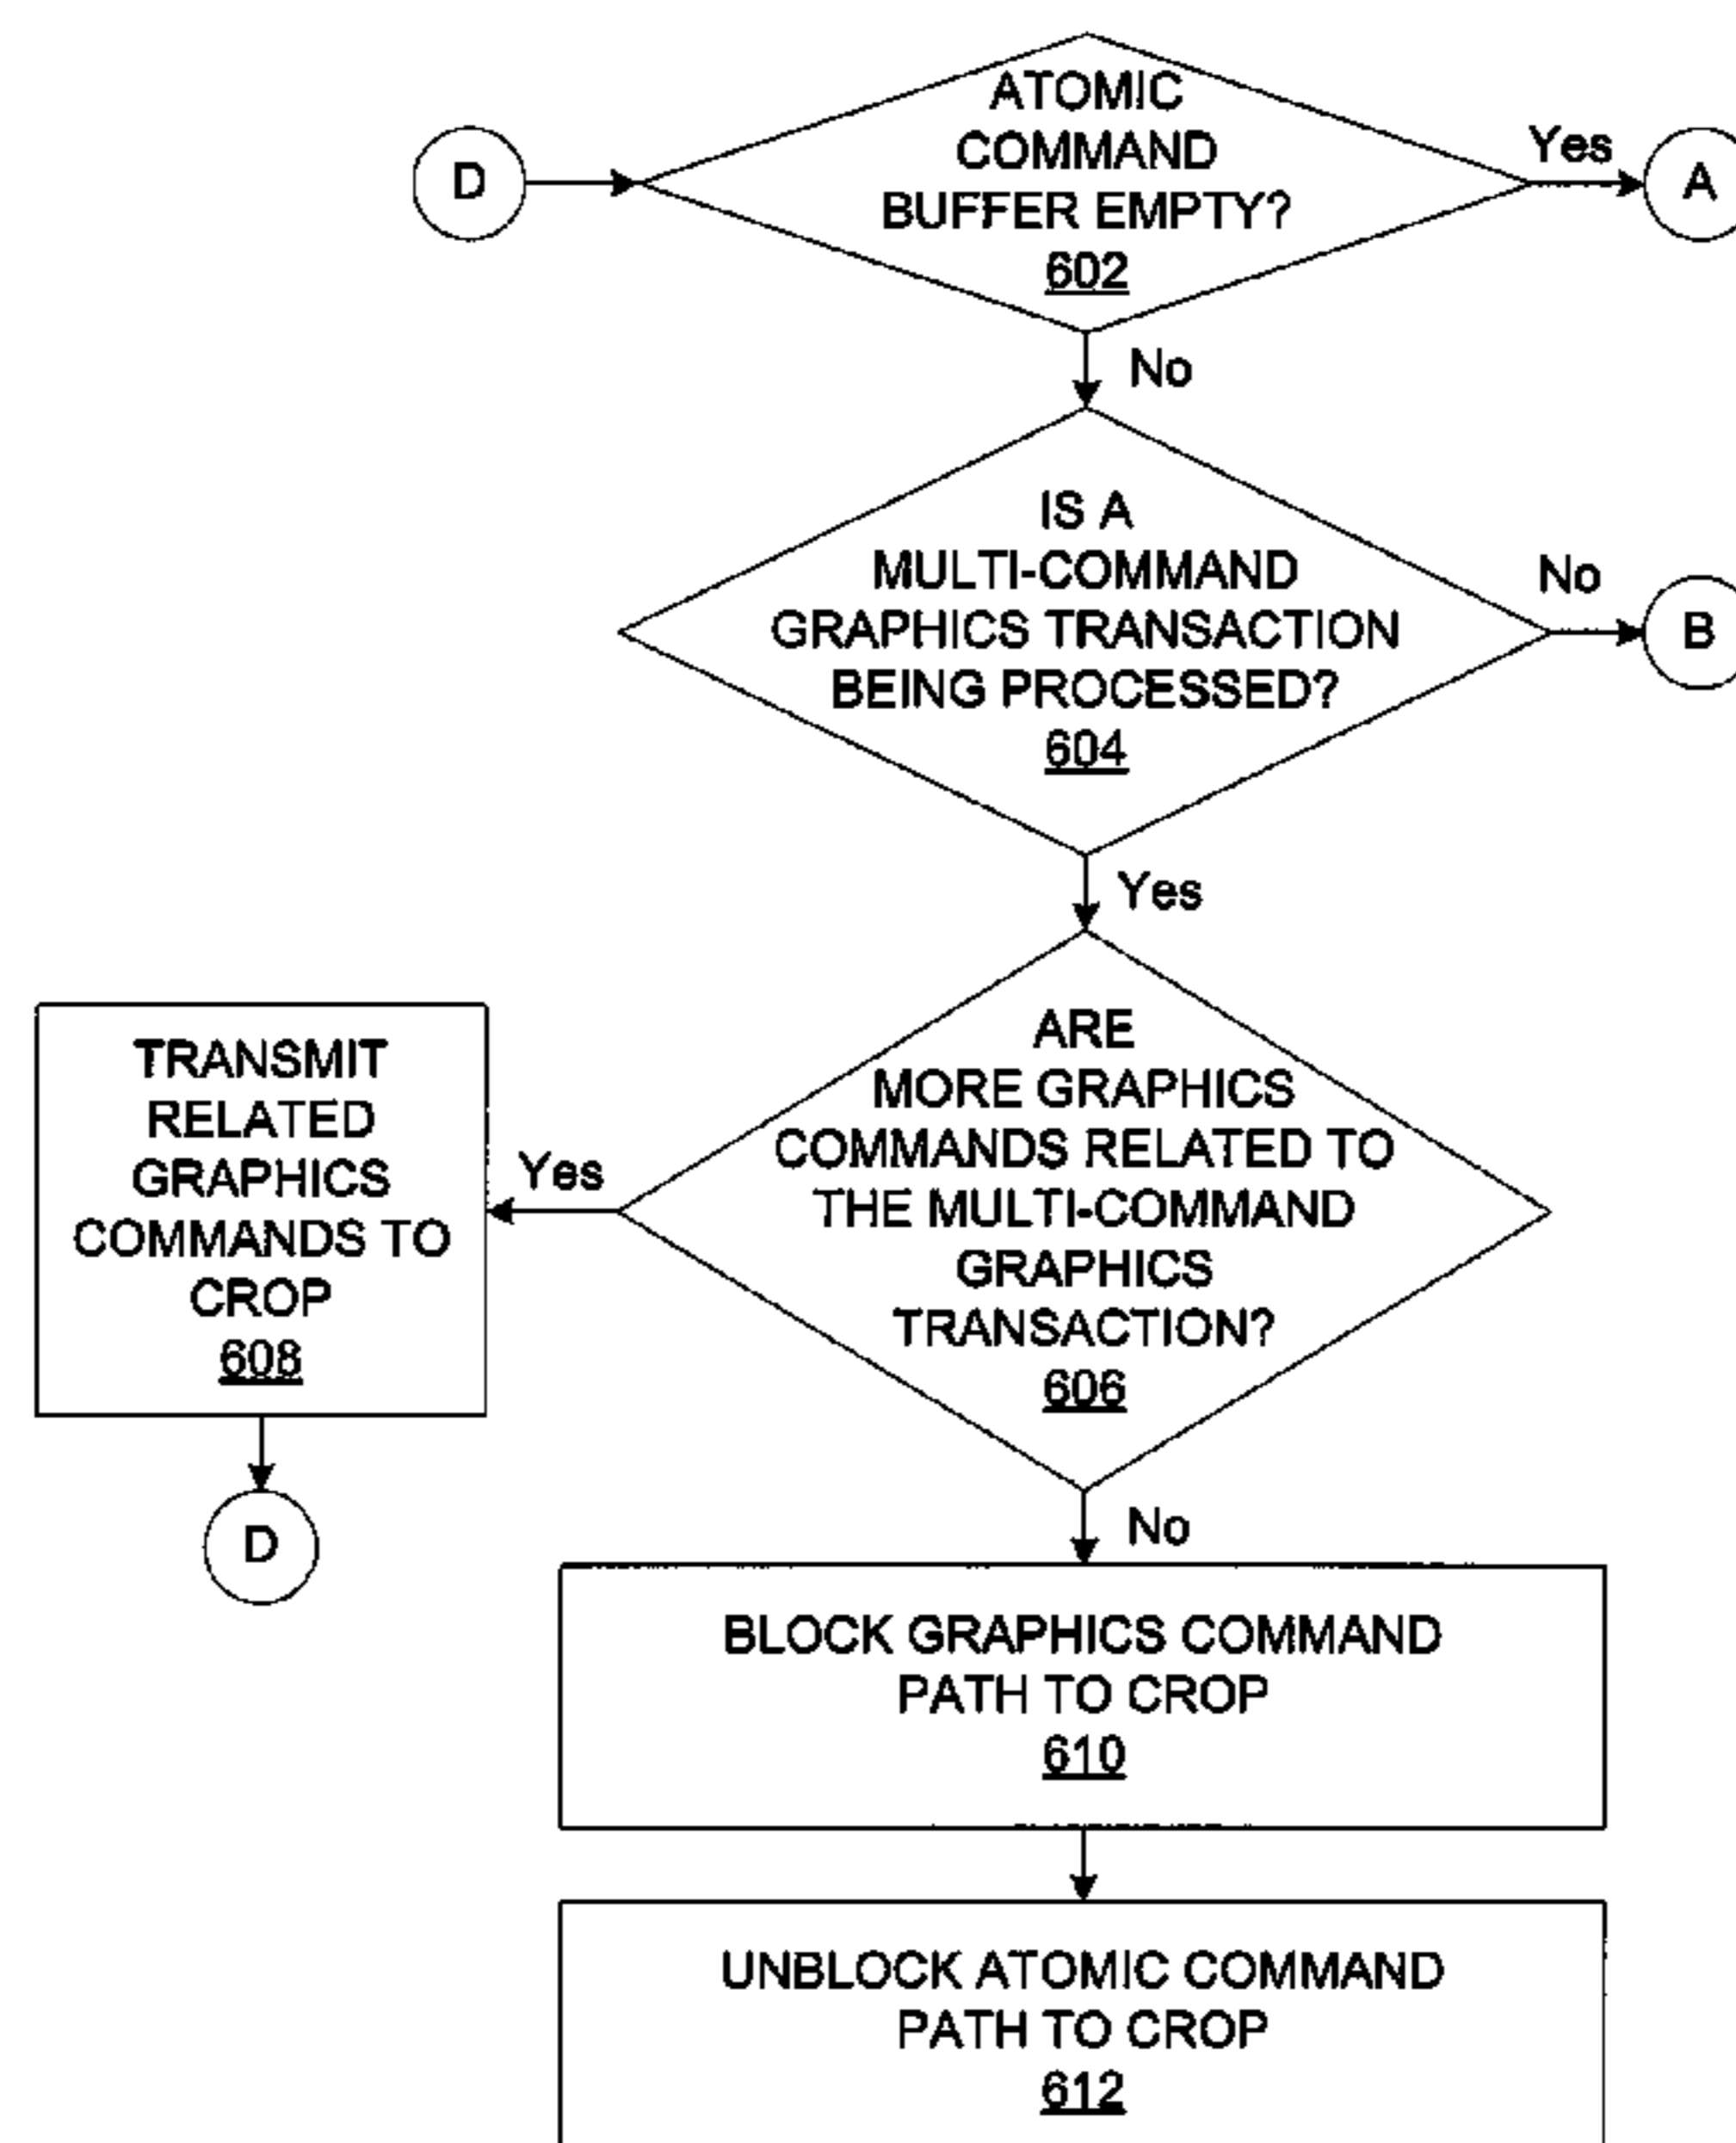 ATOMIC
COMMAND
BUFFER EMPTY?
602
D
Yes
A
No
IS A
MULTI-COMMAND
GRAPHICS TRANSACTION
BEING PROCESSED?
604
No
B
Yes
ARE
MORE GRAPHICS
COMMANDS RELATED TO
THE MULTI-COMMAND
GRAPHICS
TRANSACTION?
606
Yes
TRANSMIT
RELATED
GRAPHICS
COMMANDS TO
CROP
608
D
No
BLOCK GRAPHICS COMMAND
PATH TO CROP
610
UNBLOCK ATOMIC COMMAND
PATH TO CROP
612